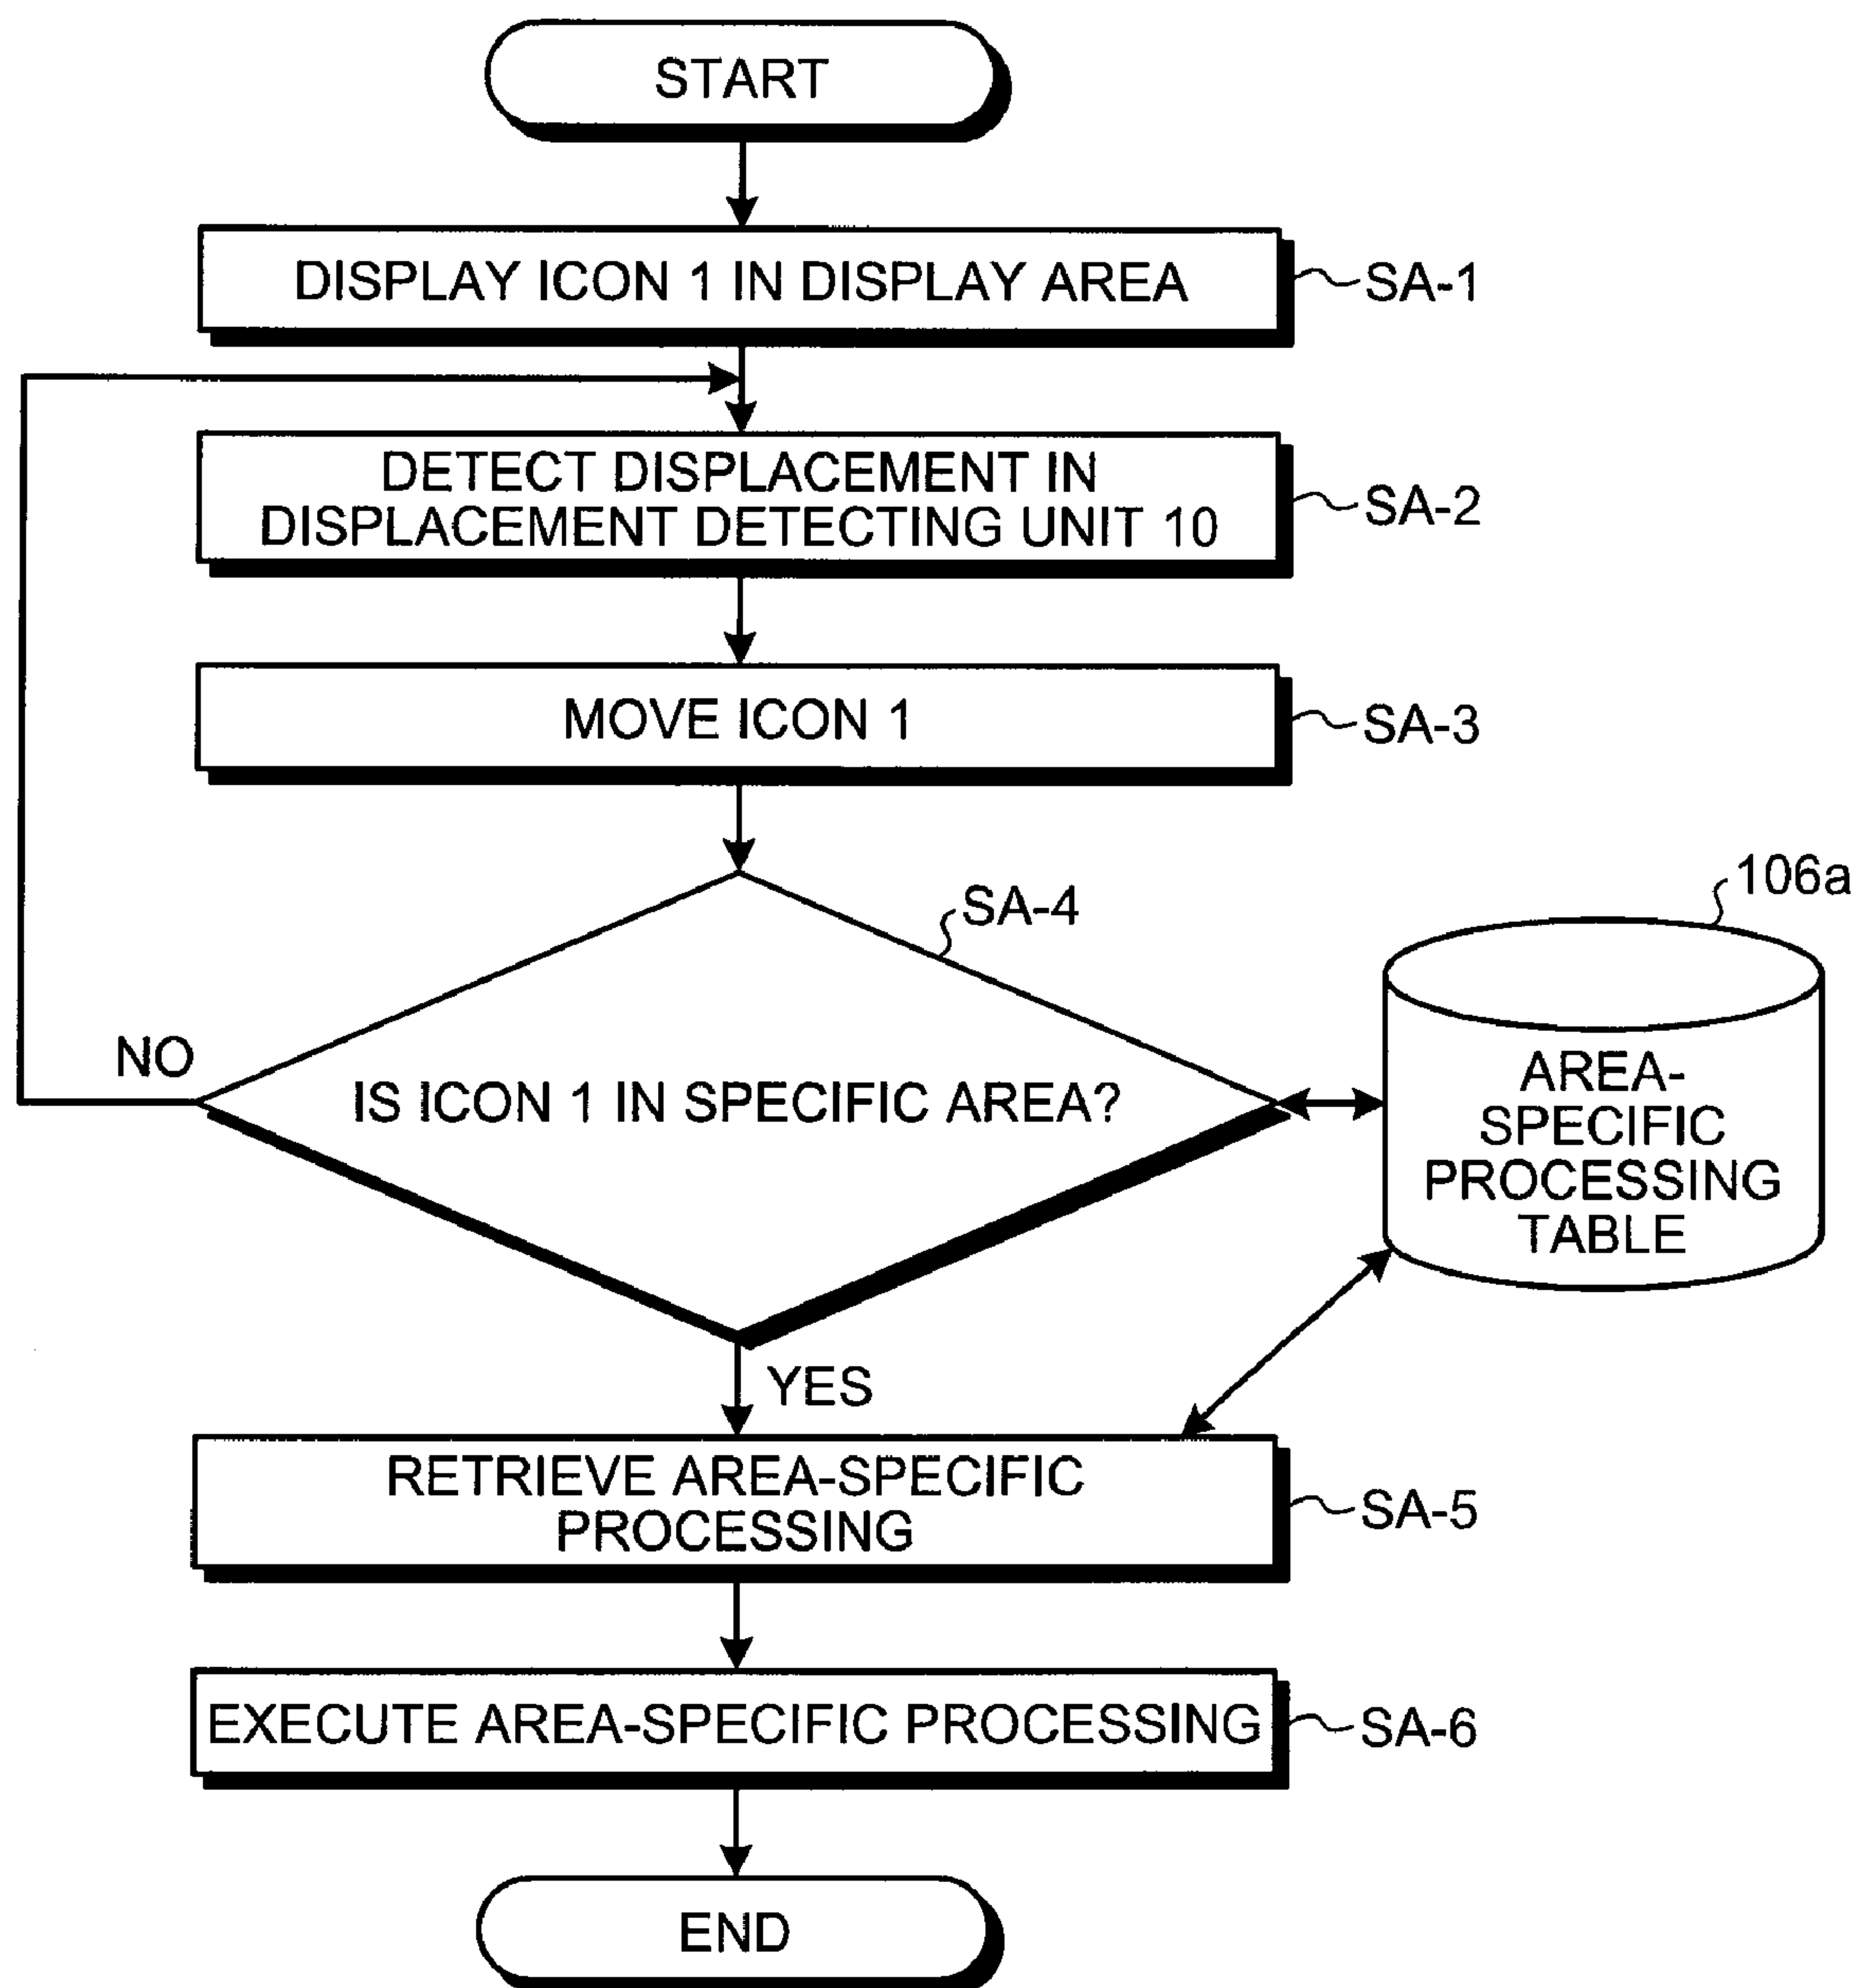 START
DISPLAY ICON 1 IN DISPLAY AREA
SA-1
DETECT DISPLACEMENT IN
DISPLACEMENT DETECTING UNIT 10
SA-2
MOVE ICON 1
SA-3
SA-4
106a
NO
IS ICON 1 IN SPECIFIC AREA?
AREA-
SPECIFIC
PROCESSING
TABLE
YES
RETRIEVE AREA-SPECIFIC
PROCESSING
SA-5
EXECUTE AREA-SPECIFIC PROCESSING
SA-6
END